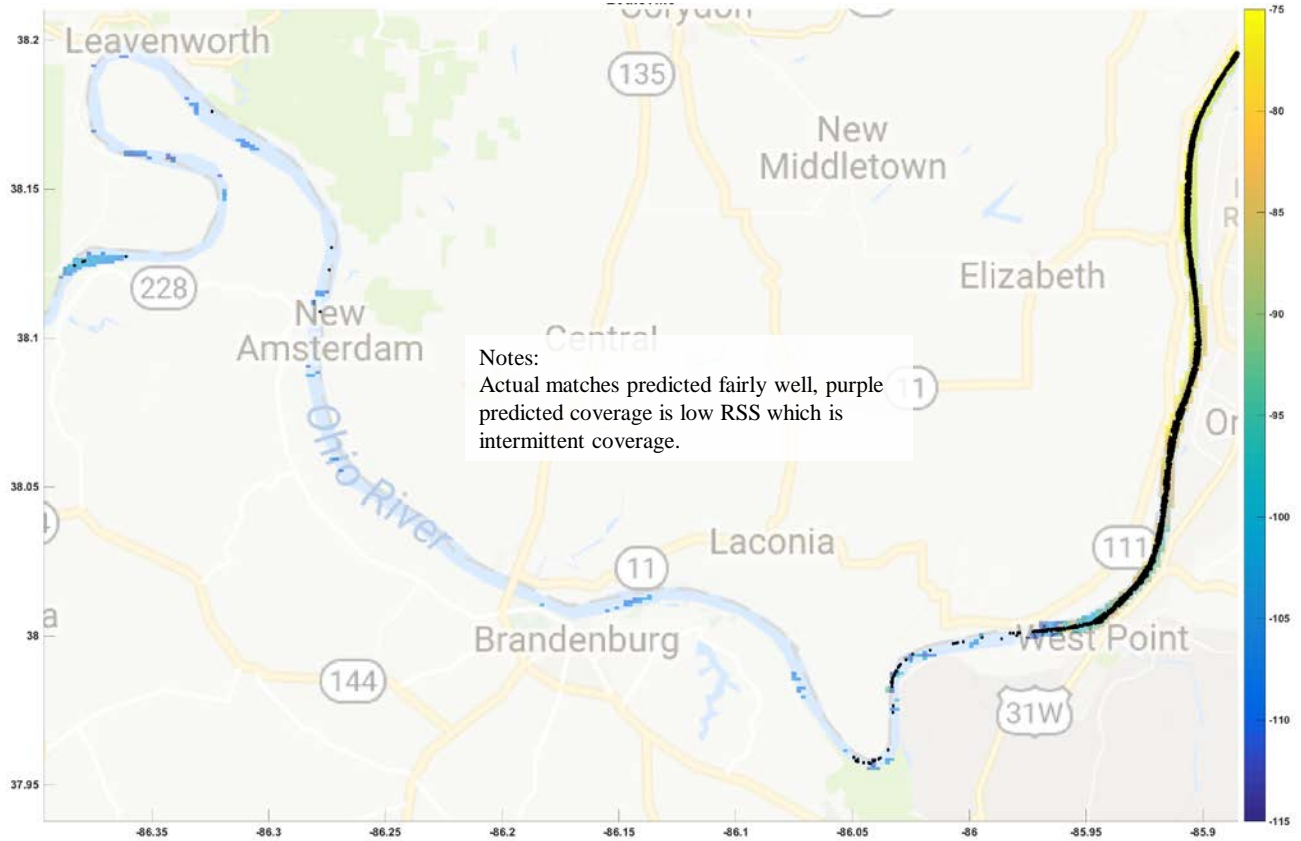 Louisville
Corydon
38.2
Leavenworth
-75
135
-80
New
Middletown
38.15
-85
Elizabeth
228
New
Amsterdam
38.1
Central
-90
Notes:
Actual matches predicted fairly well, purple
predicted coverage is low RSS which is
intermittent coverage.
11
-95
Or
Ohio River
38.05
-100
Laconia
111
11
a
38
Brandenburg
West Point
-105
144
31W
-110
37.95
-115
-86.35
-86.3
-86.25
-86.2
-86.15
-86.1
-86.05
-86
-85.95
-85.9